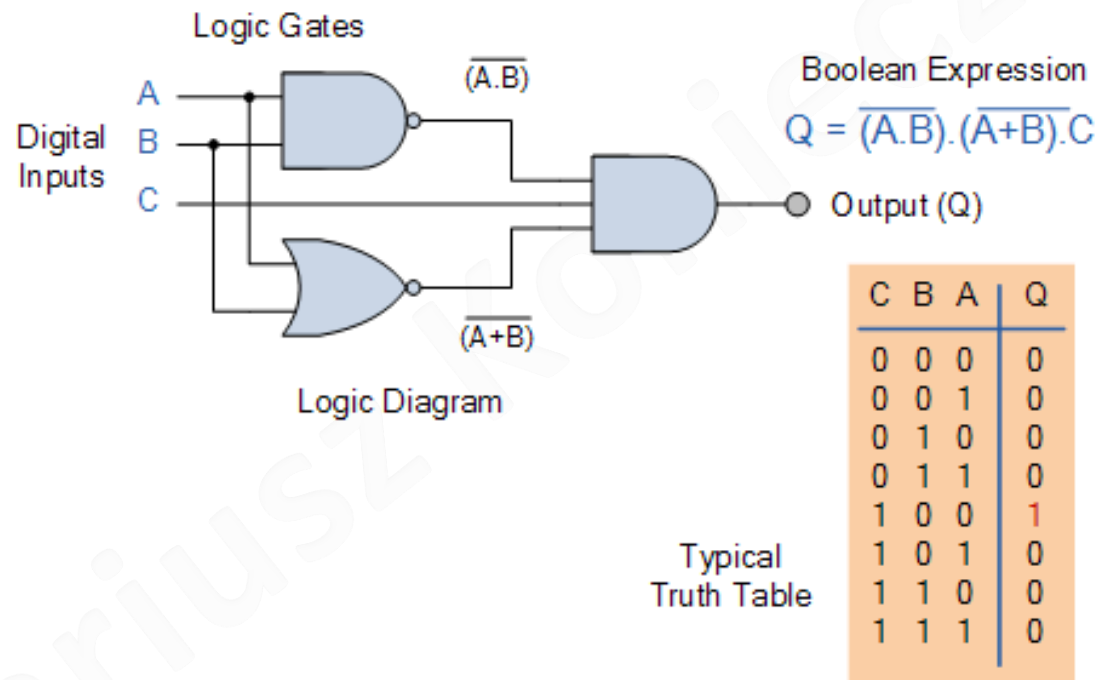 Logic Gates
A
B
C
Digital
Inputs
(A.B)̅
(A+B)̅
Logic Diagram
Boolean Expression
Q = (A.B)̅.(A+B)̅.C
Output (Q)
Typical
Truth Table
C B A Q
0 0 0 0
0 0 1 0
0 1 0 0
0 1 1 0
1 0 0 1
1 0 1 0
1 1 0 0
1 1 1 0